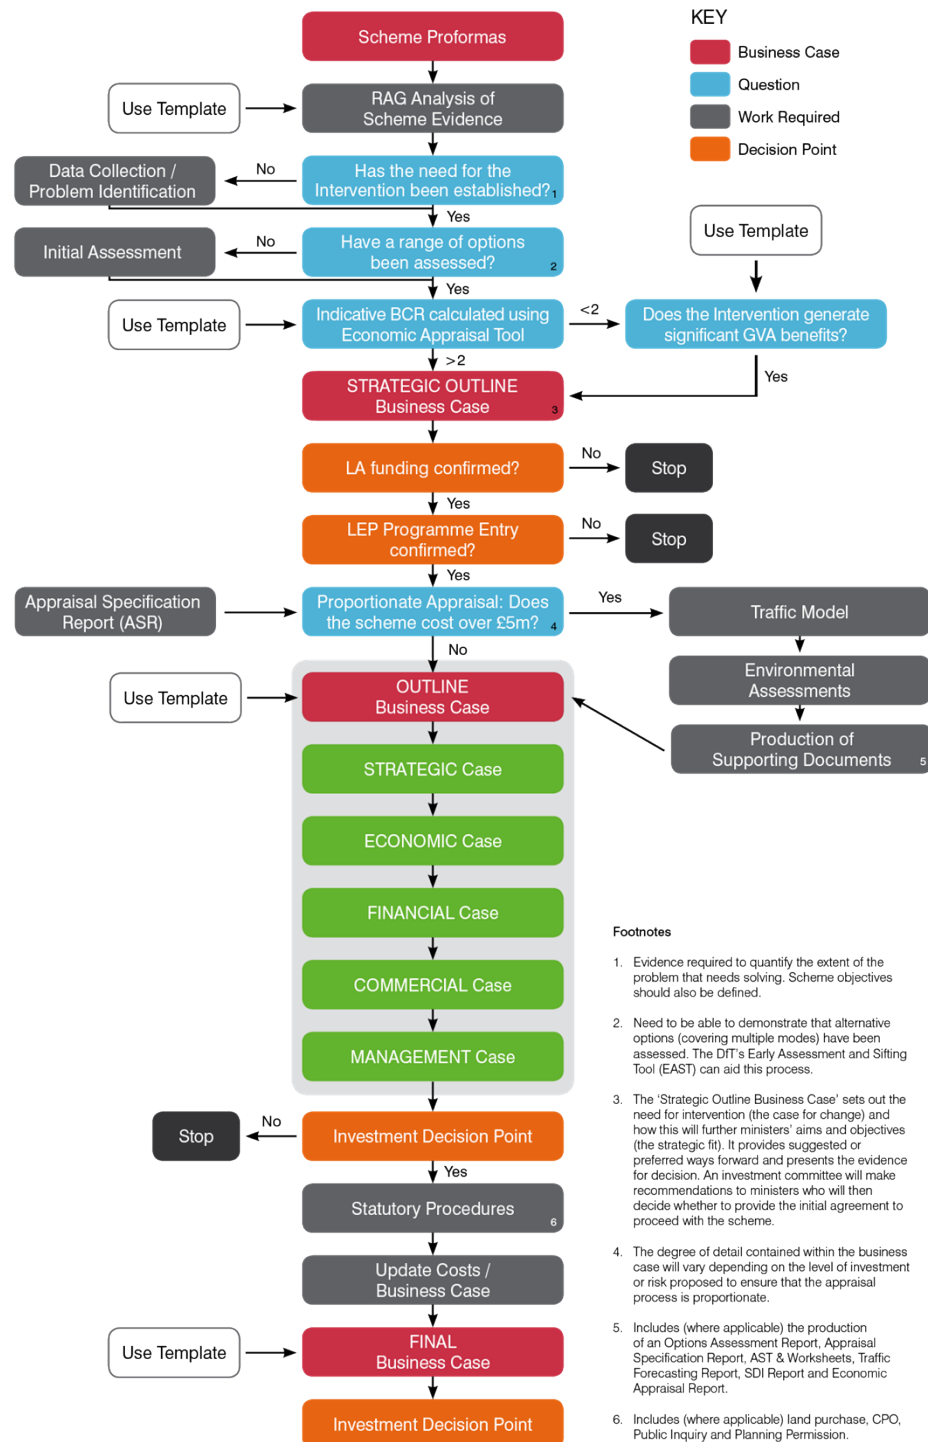 KEY
Business Case
Question
Work Required
Decision Point
Scheme Proformas
Use Template
RAG Analysis of
Scheme Evidence
Data Collection /
Problem Identification
No
Has the need for the
Intervention been established? 1
Yes
Initial Assessment
No
Have a range of options
been assessed? 2
Yes
Use Template
Use Template
Indicative BCR calculated using
Economic Appraisal Tool
<2
Does the Intervention generate
significant GVA benefits?
>2
Yes
STRATEGIC OUTLINE
Business Case 3
LA funding confirmed?
No
Stop
Yes
LEP Programme Entry
confirmed?
No
Stop
Yes
Appraisal Specification
Report (ASR)
Proportionate Appraisal: Does
the scheme cost over £5m? 4
Yes
Traffic Model
No
Environmental
Assessments
Production of
Supporting Documents 5
Use Template
OUTLINE
Business Case
STRATEGIC Case
ECONOMIC Case
FINANCIAL Case
COMMERCIAL Case
MANAGEMENT Case
Stop
No
Investment Decision Point
Yes
Statutory Procedures 6
Update Costs /
Business Case
Use Template
FINAL
Business Case
Investment Decision Point
Footnotes
1. Evidence required to quantify the extent of the
problem that needs solving. Scheme objectives
should also be defined.
2. Need to be able to demonstrate that alternative
options (covering multiple modes) have been
assessed. The DfT's Early Assessment and Sifting
Tool (EAST) can aid this process.
3. The 'Strategic Outline Business Case' sets out the
need for intervention (the case for change) and
how this will further ministers' aims and objectives
(the strategic fit). It provides suggested or
preferred ways forward and presents the evidence
for decision. An investment committee will make
recommendations to ministers who will then
decide whether to provide the initial agreement to
proceed with the scheme.
4. The degree of detail contained within the business
case will vary depending on the level of investment
or risk proposed to ensure that the appraisal
process is proportionate.
5. Includes (where applicable) the production
of an Options Assessment Report, Appraisal
Specification Report, AST & Worksheets, Traffic
Forecasting Report, SDI Report and Economic
Appraisal Report.
6. Includes (where applicable) land purchase, CPO,
Public Inquiry and Planning Permission.